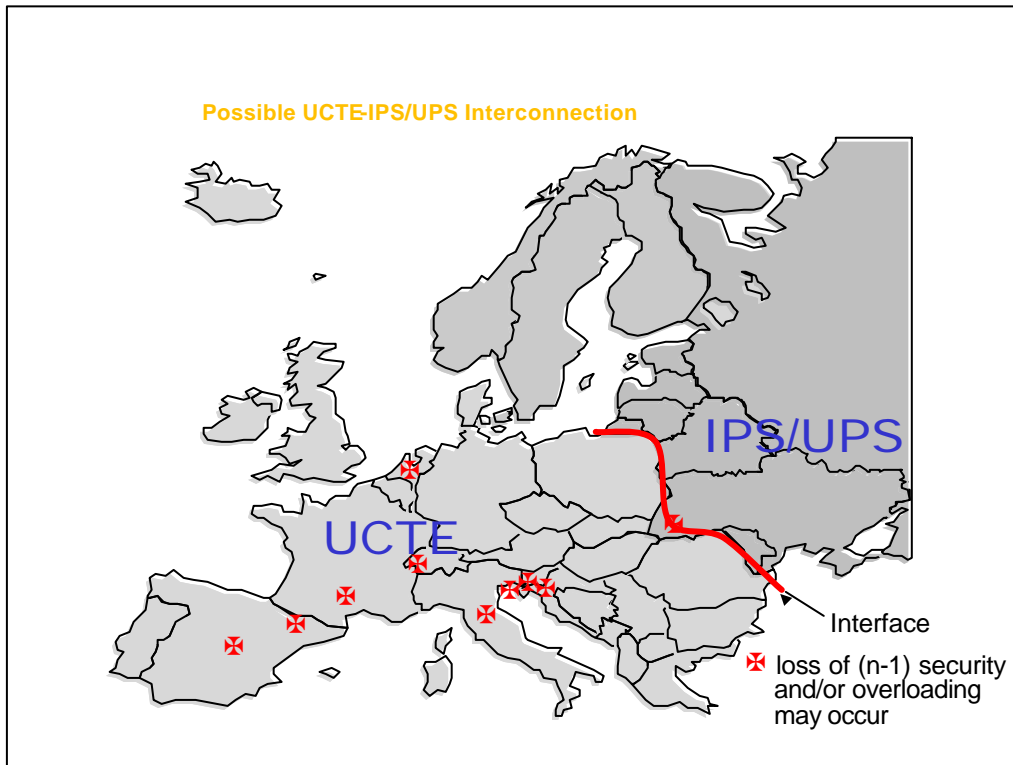 Possible UCTE-IPS/UPS Interconnection
IPS/UPS
UCTE
Interface
loss of (n-1) security
and/or overloading
may occur